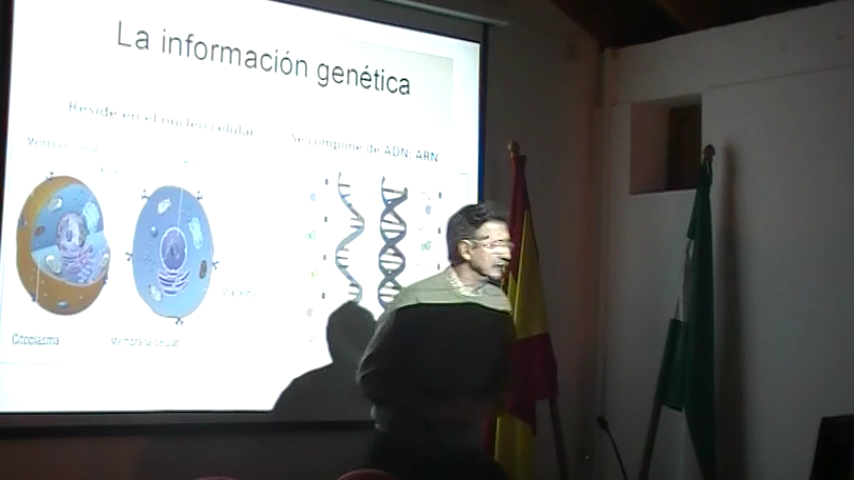 La información genética
Reside en el núcleo celular
Se compone de ADN; ARN
Citoplasma
Membrana celular